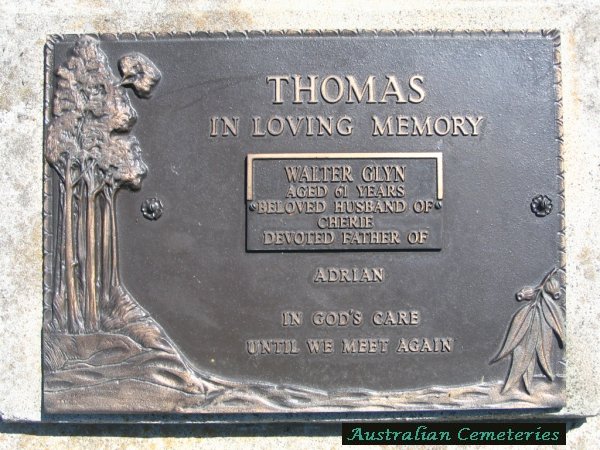 THOMAS
IN LOVING MEMORY
WALTER GLYN
AGED 61 YEARS
BELOVED HUSBAND OF
CHERIE
DEVOTED FATHER OF
ADRIAN
IN GOD'S CARE
UNTIL WE MEET AGAIN
Australian Cemeteries